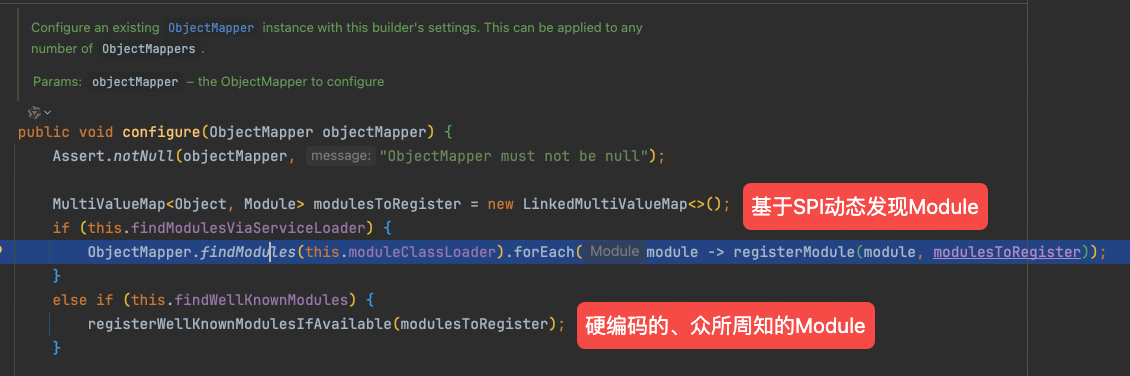 Configure an existing ObjectMapper instance with this builder's settings. This can be applied to any
number of ObjectMappers .
Params: objectMapper – the ObjectMapper to configure
public void configure(ObjectMapper objectMapper) {
Assert.notNull(objectMapper, message: "ObjectMapper must not be null");
MultiValueMap<Object, Module> modulesToRegister = new LinkedMultiValueMap<>();
基于SPI动态发现Module
if (this.findModulesViaServiceLoader) {
ObjectMapper.findModules(this.moduleClassLoader).forEach( Module module -> registerModule(module, modulesToRegister));
}
else if (this.findWellKnownModules) {
registerWellKnownModulesIfAvailable(modulesToRegister);
硬编码的、众所周知的Module
}